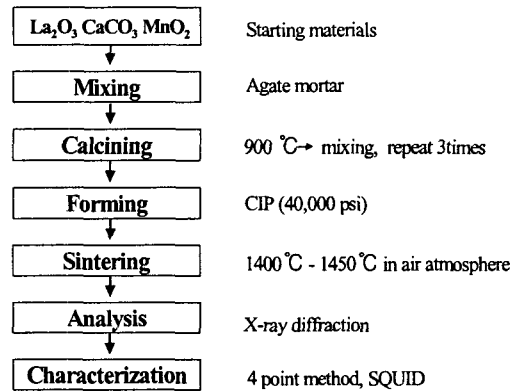 La₂O₃ CaCO₃ MnO₂ Starting materials
Mixing Agate mortar
Calcining 900 ℃→ mixing, repeat 3times
Forming CIP (40,000 psi)
Sintering 1400℃ - 1450℃ in air atmosphere
Analysis X-ray diffraction
Characterization 4 point method, SQUID